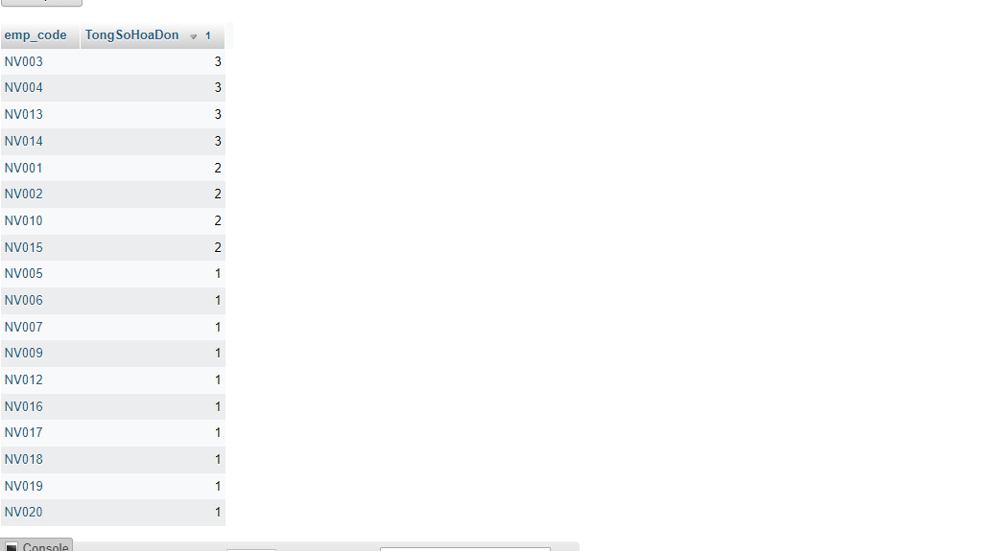 emp_code TongSoHoaDon 1
NV003 3
NV004 3
NV013 3
NV014 3
NV001 2
NV002 2
NV010 2
NV015 2
NV005 1
NV006 1
NV007 1
NV009 1
NV012 1
NV016 1
NV017 1
NV018 1
NV019 1
NV020 1
Console